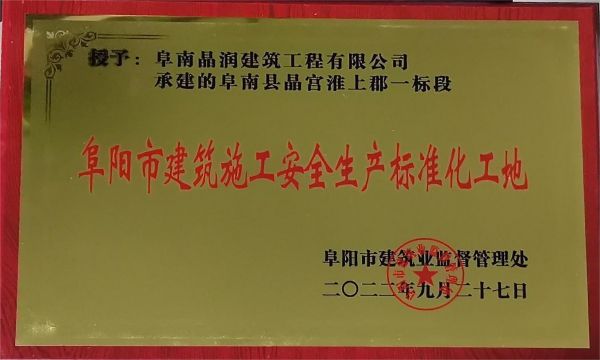 授予：阜南晶润建筑工程有限公司
承建的阜南县晶宫淮上郡一标段
阜阳市建筑施工安全生产标准化工地
阜阳市建筑业监督管理处
二〇二二年九月二十七日